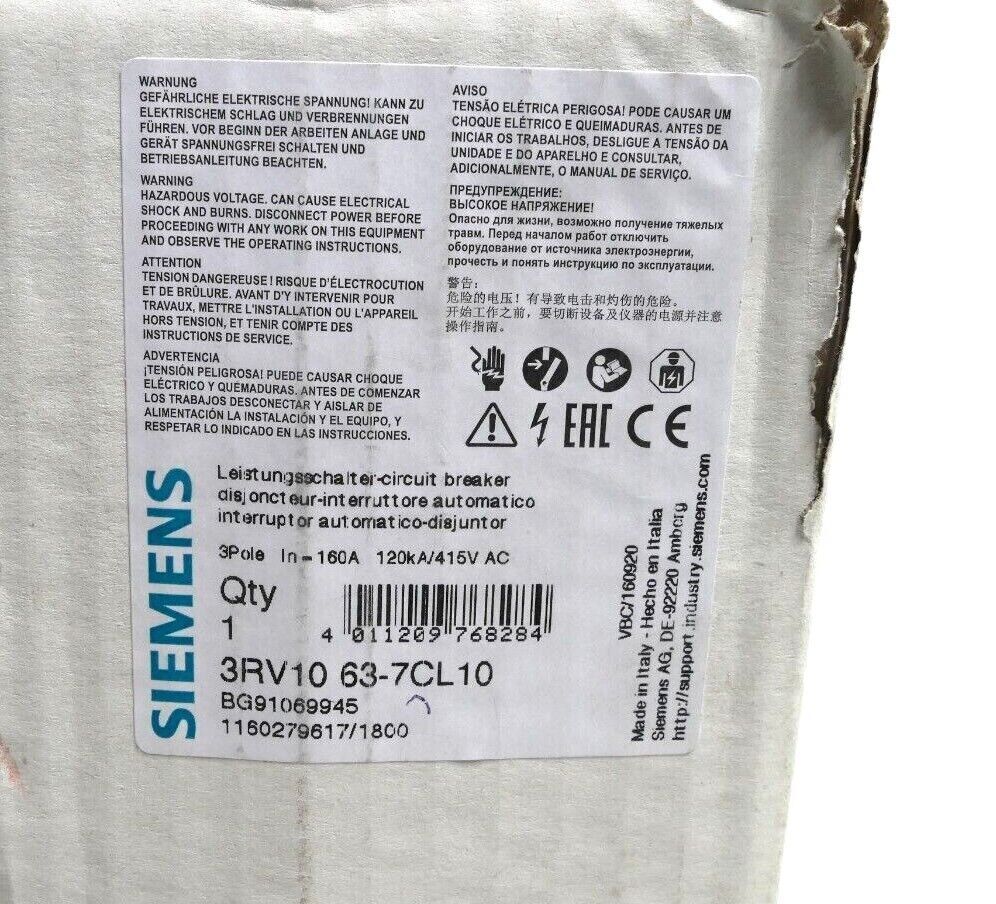 WARNUNG
GEFÄHRLICHE ELEKTRISCHE SPANNUNG! KANN ZU
ELEKTRISCHEM SCHLAG UND VERBRENNUNGEN
FÜHREN. VOR BEGINN DER ARBEITEN ANLAGE UND
GERÄT SPANNUNGSFREI SCHALTEN UND
BETRIEBSANLEITUNG BEACHTEN.
WARNING
HAZARDOUS VOLTAGE. CAN CAUSE ELECTRICAL
SHOCK AND BURNS. DISCONNECT POWER BEFORE
PROCEEDING WITH ANY WORK ON THIS EQUIPMENT
AND OBSERVE THE OPERATING INSTRUCTIONS.
ATTENTION
TENSION DANGEREUSE ! RISQUE D'ÉLECTROCUTION
ET DE BRÛLURE. AVANT D'Y INTERVENIR POUR
TRAVAUX, METTRE L'INSTALLATION OU L'APPAREIL
HORS TENSION, ET TENIR COMPTE DES
INSTRUCTIONS DE SERVICE.
ADVERTENCIA
¡TENSIÓN PELIGROSA! PUEDE CAUSAR CHOQUE
ELÉCTRICO Y QUEMADURAS. ANTES DE COMENZAR
LOS TRABAJOS DESCONECTAR Y AISLAR DE
ALIMENTACIÓN LA INSTALACIÓN Y EL EQUIPO, Y
RESPETAR LO INDICADO EN LAS INSTRUCCIONES.
AVISO
TENSÃO ELÉTRICA PERIGOSA! PODE CAUSAR UM
CHOQUE ELÉTRICO E QUEIMADURAS. ANTES DE
INICIAR OS TRABALHOS, DESLIGUE A TENSÃO DA
UNIDADE E DO APARELHO E CONSULTAR,
ADICIONALMENTE, O MANUAL DE SERVIÇO.
ПРЕДУПРЕЖДЕНИЕ:
ВЫСОКОЕ НАПРЯЖЕНИЕ!
Опасно для жизни, возможно получение тяжелых
травм. Перед началом работ отключить
оборудование от источника электроэнергии,
прочесть и понять инструкцию по эксплуатации.
警告:
危险的电压！有导致电击和灼伤的危险。
开始工作之前，要切断设备及仪器的电源并注意
操作指南。
EAC CE
SIEMENS
Leistungsschalter-circuit breaker
disjoncteur-interruttore automatico
interruptor automatico-disjuntor
3Pole In=160A 120kA/415V AC
Qty
1
4 011209 768284
3RV10 63-7CL10
BG91069945
1160279617/1800
VBC/160920
Made in Italy - Hecho en Italia
Siemens AG, DE-92220 Amberg
http://support.industry.siemens.com